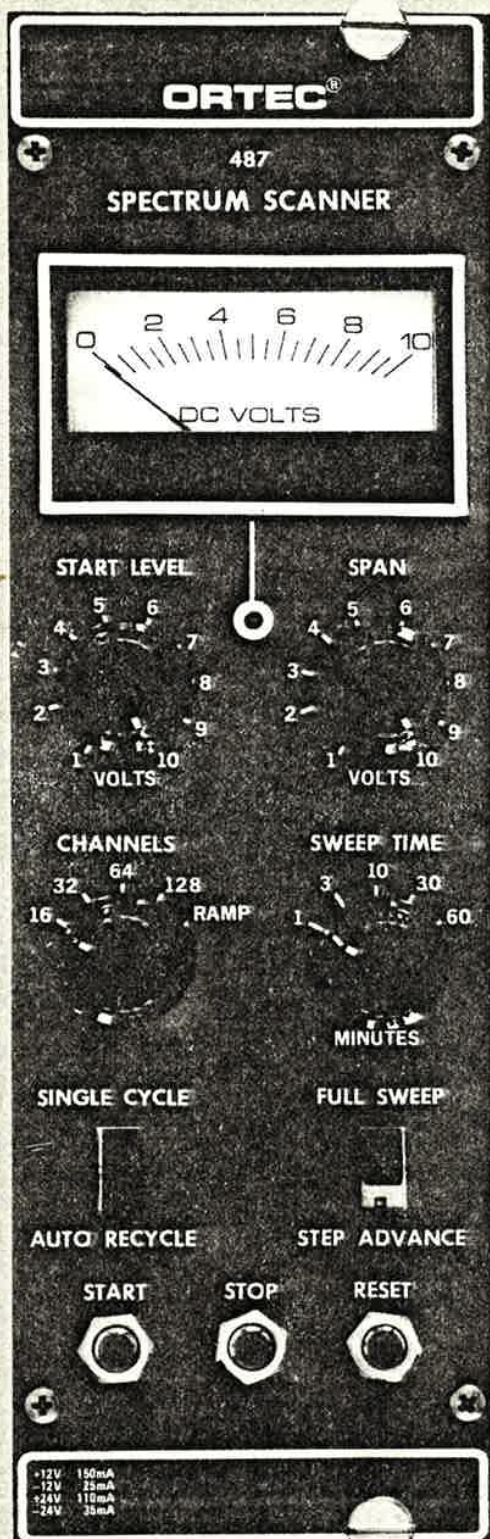 ORTEC®
487
SPECTRUM SCANNER
0 2 4 6 8 10
DC VOLTS
START LEVEL
1 2 3 4 5 6 7 8 9 10
VOLTS
SPAN
1 2 3 4 5 6 7 8 9 10
VOLTS
CHANNELS
16 32 64 128 RAMP
SWEEP TIME
1 3 10 30 60
MINUTES
SINGLE CYCLE
AUTO RECYCLE
FULL SWEEP
STEP ADVANCE
START STOP RESET
+12V 150mA
-12V 25mA
+24V 110mA
-24V 35mA